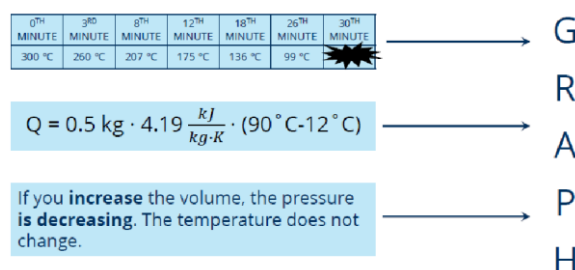 0TH MINUTE 3RD MINUTE 8TH MINUTE 12TH MINUTE 18TH MINUTE 26TH MINUTE 30TH MINUTE
300 °C 260 °C 207 °C 175 °C 136 °C 99 °C
G
R
Q = 0.5 kg · 4.19 kJ/kg·K · (90°C-12°C)
A
If you increase the volume, the pressure
is decreasing. The temperature does not
change.
P
H